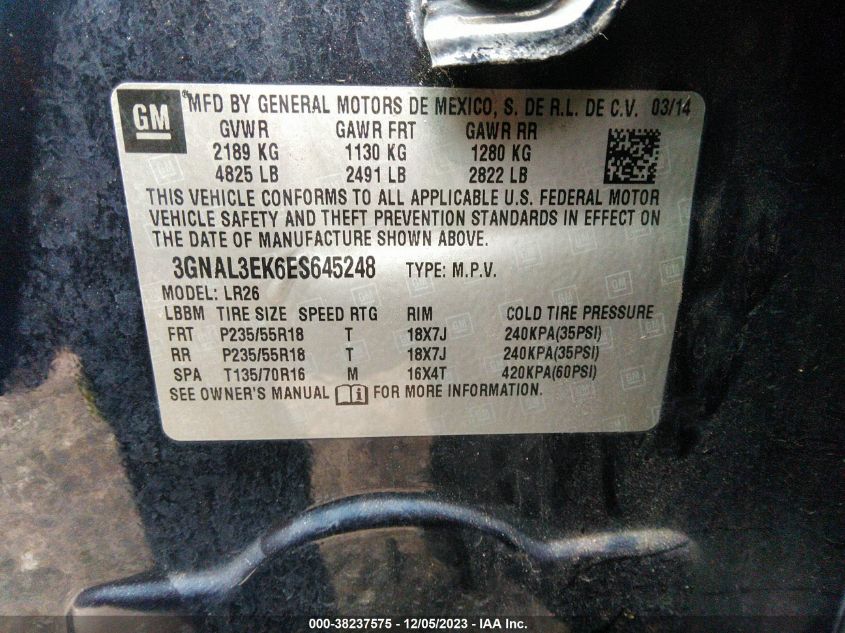 GM ®MFD BY GENERAL MOTORS DE MEXICO, S. DE R.L. DE C.V. 03/14
GVWR GAWR FRT GAWR RR
2189 KG 1130 KG 1280 KG
4825 LB 2491 LB 2822 LB
THIS VEHICLE CONFORMS TO ALL APPLICABLE U.S. FEDERAL MOTOR
VEHICLE SAFETY AND THEFT PREVENTION STANDARDS IN EFFECT ON
THE DATE OF MANUFACTURE SHOWN ABOVE.
3GNAL3EK6ES645248 TYPE: M.P.V.
MODEL: LR26
LBBM TIRE SIZE SPEED RTG RIM COLD TIRE PRESSURE
FRT P235/55R18 T 18X7J 240KPA(35PSI)
RR P235/55R18 T 18X7J 240KPA(35PSI)
SPA T135/70R16 M 16X4T 420KPA(60PSI)
SEE OWNER'S MANUAL FOR MORE INFORMATION.
000-38237575 - 12/05/2023 - IAA Inc.